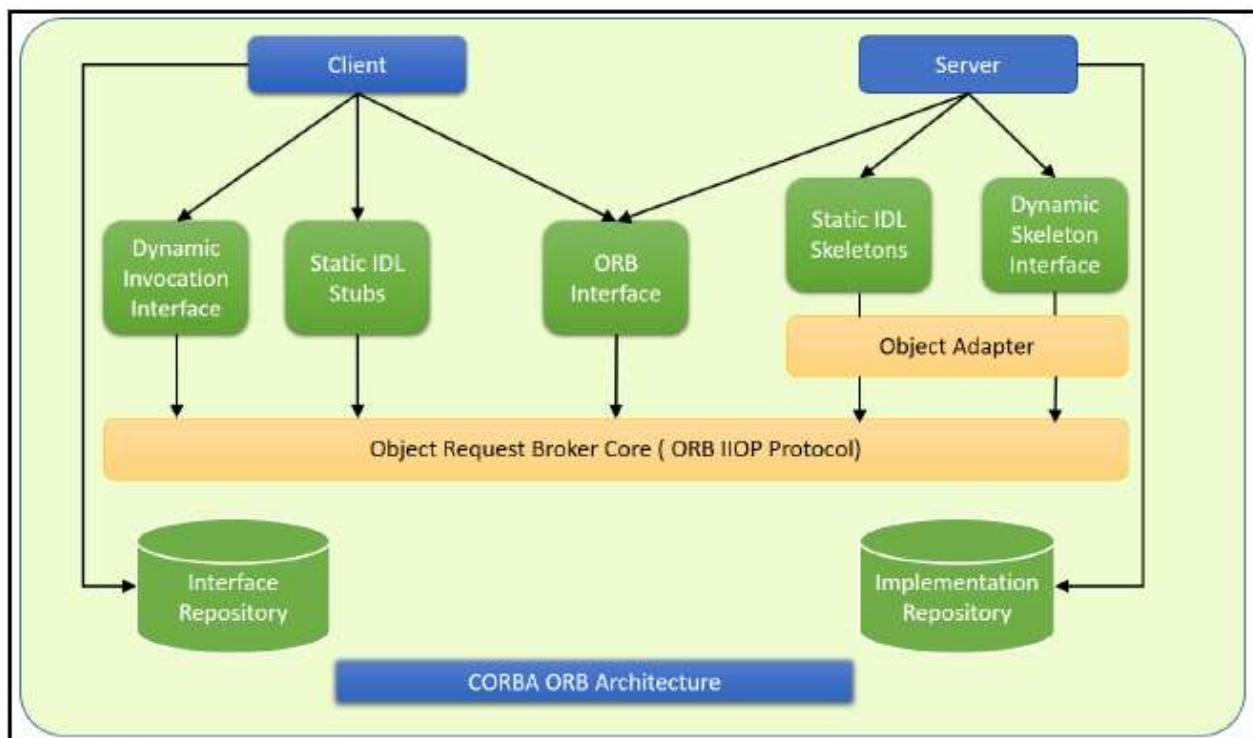 Client
Server
Dynamic
Invocation
Interface
Static IDL
Stubs
ORB
Interface
Static IDL
Skeletons
Dynamic
Skeleton
Interface
Object Adapter
Object Request Broker Core ( ORB IIOP Protocol)
Interface
Repository
Implementation
Repository
CORBA ORB Architecture